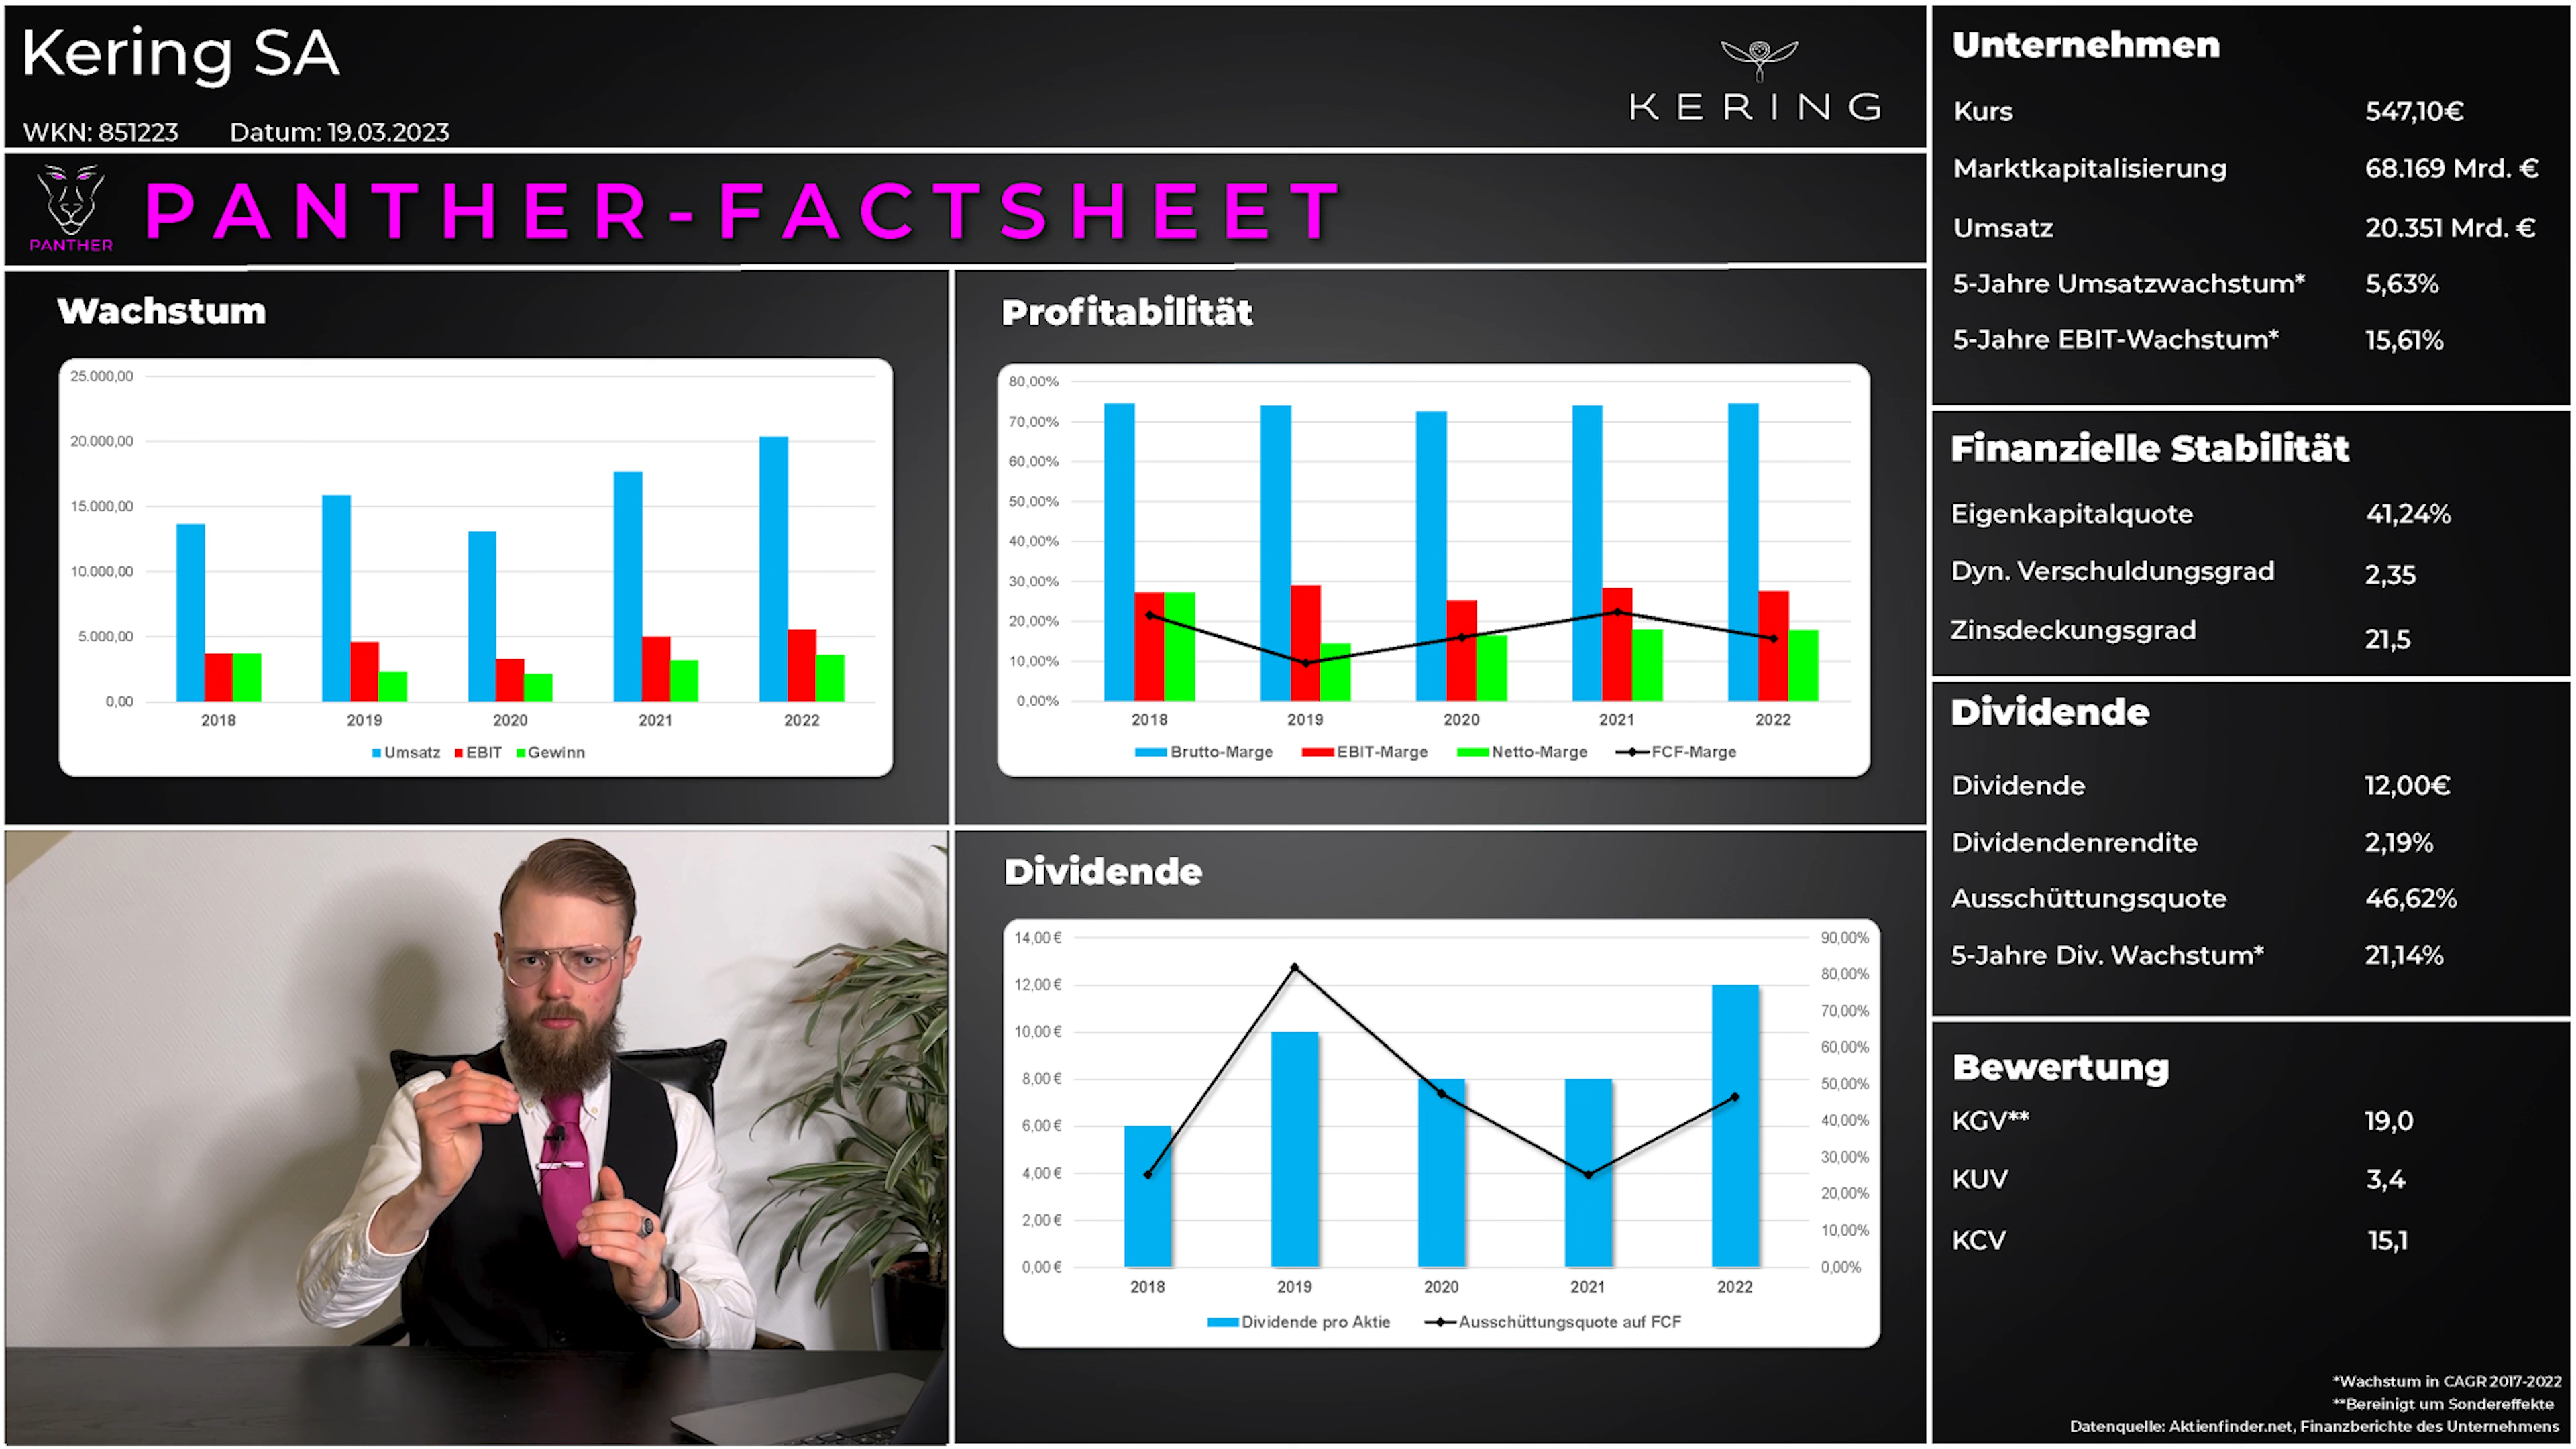 Kering SA
WKN: 851223 Datum: 19.03.2023
KERING
PANTHER
PANTHER-FACTSHEET
Wachstum
25.000,00
20.000,00
15.000,00
10.000,00
5.000,00
0,00
2018 2019 2020 2021 2022
Umsatz EBIT Gewinn
Profitabilität
80,00%
70,00%
60,00%
50,00%
40,00%
30,00%
20,00%
10,00%
0,00%
2018 2019 2020 2021 2022
Brutto-Marge EBIT-Marge Netto-Marge FCF-Marge
Dividende
14,00 € 90,00%
12,00 € 80,00%
10,00 € 70,00%
8,00 € 60,00%
6,00 € 50,00%
4,00 € 40,00%
2,00 € 30,00%
0,00 € 20,00%
10,00%
0,00%
2018 2019 2020 2021 2022
Dividende pro Aktie Ausschüttungsquote auf FCF
Unternehmen
Kurs 547,10€
Marktkapitalisierung 68.169 Mrd. €
Umsatz 20.351 Mrd. €
5-Jahre Umsatzwachstum* 5,63%
5-Jahre EBIT-Wachstum* 15,61%
Finanzielle Stabilität
Eigenkapitalquote 41,24%
Dyn. Verschuldungsgrad 2,35
Zinsdeckungsgrad 21,5
Dividende
Dividende 12,00€
Dividendenrendite 2,19%
Ausschüttungsquote 46,62%
5-Jahre Div. Wachstum* 21,14%
Bewertung
KGV** 19,0
KUV 3,4
KCV 15,1
*Wachstum in CAGR 2017-2022
**Bereinigt um Sondereffekte
Datenquelle: Aktienfinder.net, Finanzberichte des Unternehmens